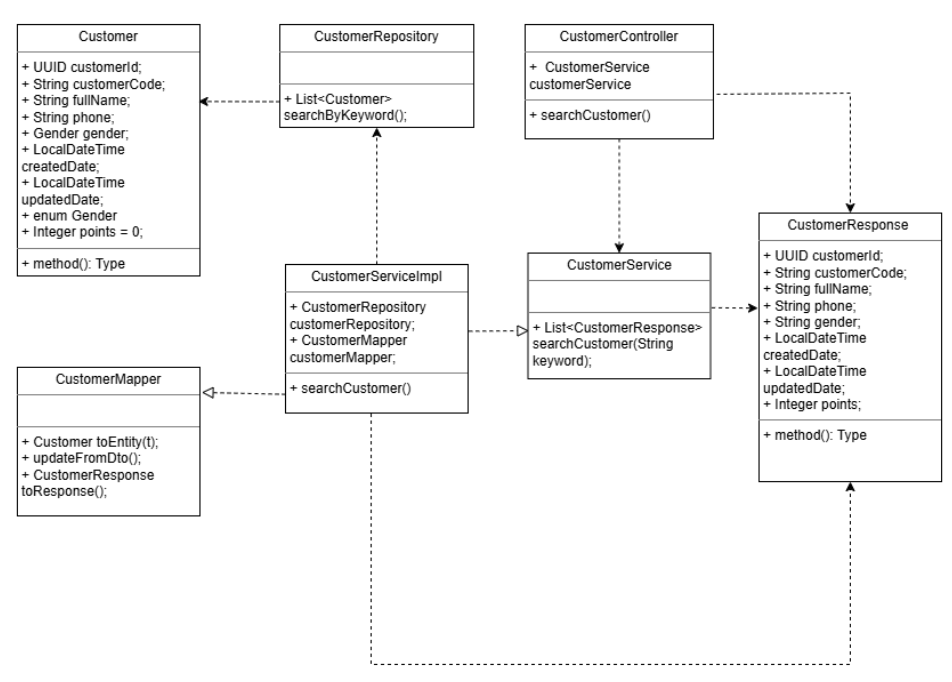 Customer
+ UUID customerId;
+ String customerCode;
+ String fullName;
+ String phone;
+ Gender gender;
+ LocalDateTime
createdDate;
+ LocalDateTime
updatedDate;
+ enum Gender
+ Integer points = 0;
+ method(): Type
CustomerRepository
+ List<Customer>
searchByKeyword();
CustomerController
+ CustomerService
customerService
+ searchCustomer()
CustomerResponse
+ UUID customerId;
+ String customerCode;
+ String fullName;
+ String phone;
+ String gender;
+ LocalDateTime
createdDate;
+ LocalDateTime
updatedDate;
+ Integer points;
+ method(): Type
CustomerServiceImpl
+ CustomerRepository
customerRepository;
+ CustomerMapper
customerMapper;
+ searchCustomer()
CustomerService
+ List<CustomerResponse>
searchCustomer(String
keyword);
CustomerMapper
+ Customer toEntity(t);
+ updateFromDto();
+ CustomerResponse
toResponse();